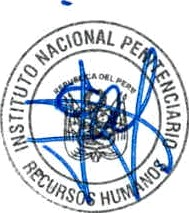 INSTITUTO NACIONAL PENITENCIARIO
REPUBLICA DEL PERU
RECURSOS HUMANOS